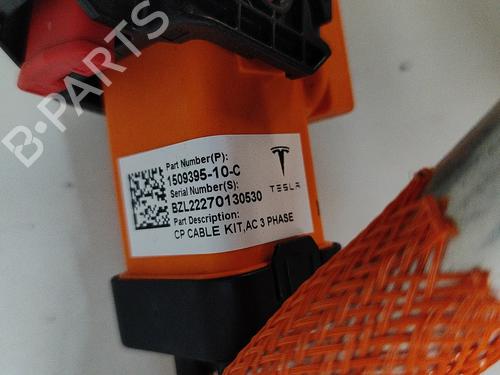 B-PARTS
Part Number(P):
1509395-10-C
Serial Number(S):
BZL22270130530
Part Description:
CP CABLE KIT,AC 3 PHASE
TESLA